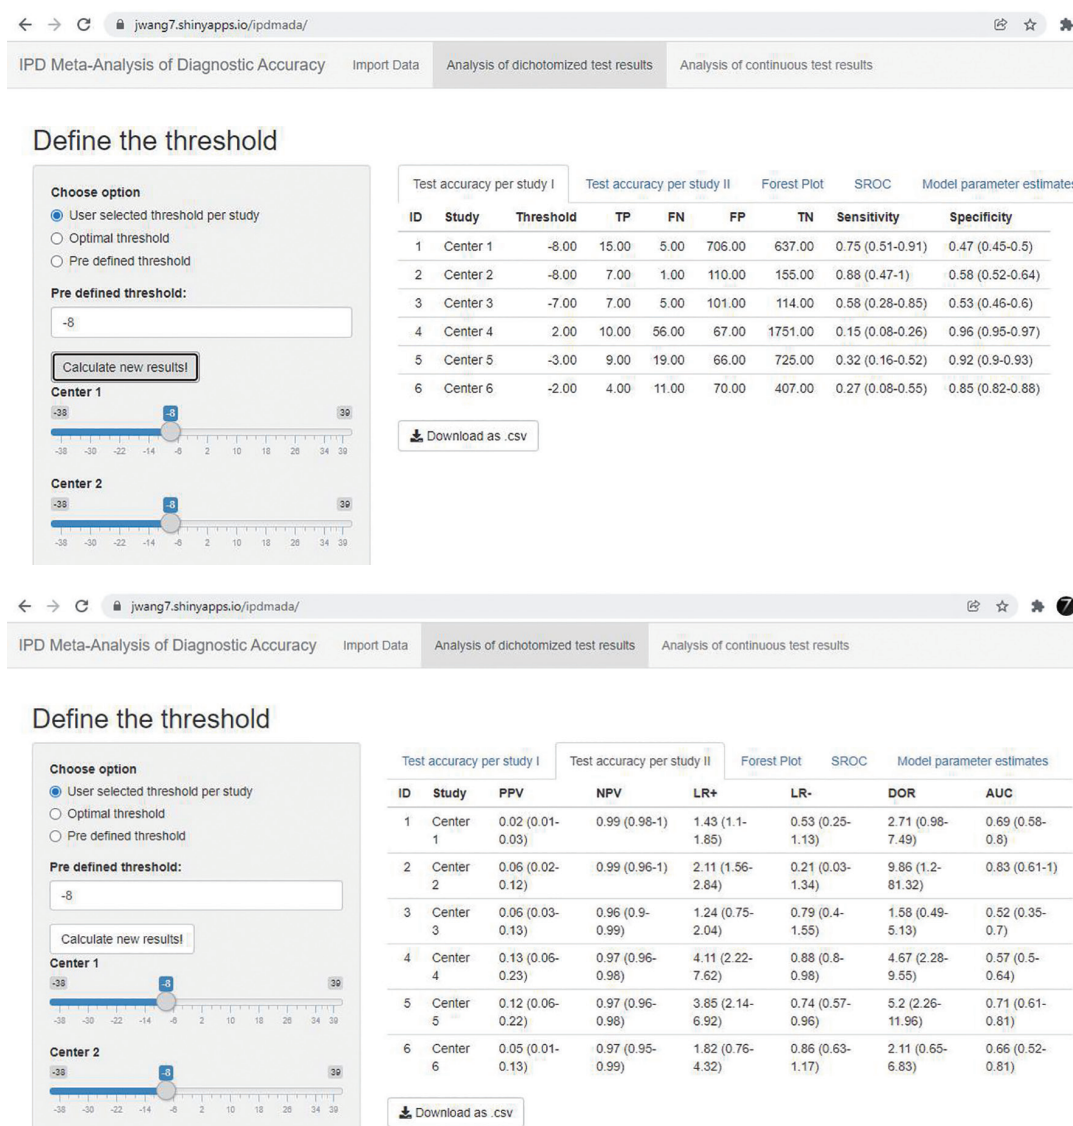 jwang7.shinyapps.io/ipdmada/
IPD Meta-Analysis of Diagnostic Accuracy Import Data Analysis of dichotomized test results Analysis of continuous test results
Define the threshold
Choose option
User selected threshold per study
Optimal threshold
Pre defined threshold
Pre defined threshold:
-8
Calculate new results!
Center 1
-38 -8 39
-38 -30 -22 -14 -6 2 10 18 26 34 39
Center 2
-38 -8 39
-38 -30 -22 -14 -6 2 10 18 26 34 39
Test accuracy per study I Test accuracy per study II Forest Plot SROC Model parameter estimates
ID Study Threshold TP FN FP TN Sensitivity Specificity
1 Center 1 -8.00 15.00 5.00 706.00 637.00 0.75 (0.51-0.91) 0.47 (0.45-0.5)
2 Center 2 -8.00 7.00 1.00 110.00 155.00 0.88 (0.47-1) 0.58 (0.52-0.64)
3 Center 3 -7.00 7.00 5.00 101.00 114.00 0.58 (0.28-0.85) 0.53 (0.46-0.6)
4 Center 4 2.00 10.00 56.00 67.00 1751.00 0.15 (0.08-0.26) 0.96 (0.95-0.97)
5 Center 5 -3.00 9.00 19.00 66.00 725.00 0.32 (0.16-0.52) 0.92 (0.9-0.93)
6 Center 6 -2.00 4.00 11.00 70.00 407.00 0.27 (0.08-0.55) 0.85 (0.82-0.88)
Download as .csv
jwang7.shinyapps.io/ipdmada/
7
IPD Meta-Analysis of Diagnostic Accuracy Import Data Analysis of dichotomized test results Analysis of continuous test results
Define the threshold
Choose option
User selected threshold per study
Optimal threshold
Pre defined threshold
Pre defined threshold:
-8
Calculate new results!
Center 1
-38 -8 39
-38 -30 -22 -14 -6 2 10 18 26 34 39
Center 2
-38 -8 39
-38 -30 -22 -14 -6 2 10 18 26 34 39
Test accuracy per study I Test accuracy per study II Forest Plot SROC Model parameter estimates
ID Study PPV NPV LR+ LR- DOR AUC
1 Center 0.02 (0.01- 0.99 (0.98-1) 1.43 (1.1- 0.53 (0.25- 2.71 (0.98- 0.69 (0.58-
1 0.03) 1.85) 1.13) 7.49) 0.8)
2 Center 0.06 (0.02- 0.99 (0.96-1) 2.11 (1.56- 0.21 (0.03- 9.86 (1.2- 0.83 (0.61-1)
2 0.12) 2.84) 1.34) 81.32)
3 Center 0.06 (0.03- 0.96 (0.9- 1.24 (0.75- 0.79 (0.4- 1.58 (0.49- 0.52 (0.35-
3 0.13) 0.99) 2.04) 1.55) 5.13) 0.7)
4 Center 0.13 (0.06- 0.97 (0.96- 4.11 (2.22- 0.88 (0.8- 4.67 (2.28- 0.57 (0.5-
4 0.23) 0.98) 7.62) 0.98) 9.55) 0.64)
5 Center 0.12 (0.06- 0.97 (0.96- 3.85 (2.14- 0.74 (0.57- 5.2 (2.26- 0.71 (0.61-
5 0.22) 0.98) 6.92) 0.96) 11.96) 0.81)
6 Center 0.05 (0.01- 0.97 (0.95- 1.82 (0.76- 0.86 (0.63- 2.11 (0.65- 0.66 (0.52-
6 0.13) 0.99) 4.32) 1.17) 6.83) 0.81)
Download as .csv